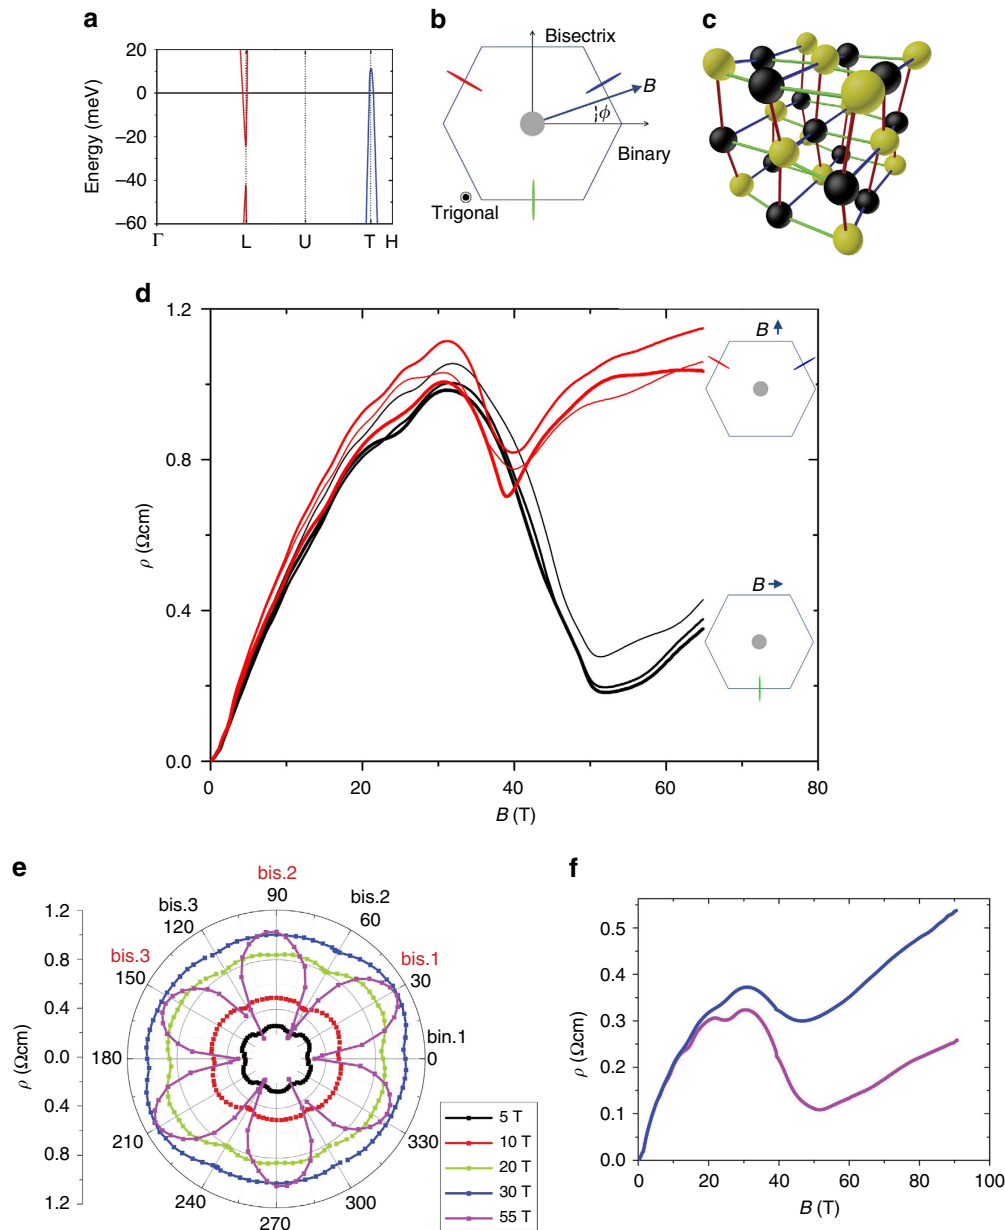 a
Energy (meV)
20
0
−20
−40
−60
Γ
L
U
T
H
b
Bisectrix
B
ϕ
Binary
Trigonal
c
d
ρ (Ωcm)
1.2
0.8
0.4
0.0
0
20
40
60
80
B (T)
B
B
e
ρ (Ωcm)
1.2
0.8
0.4
0.0
0.4
0.8
1.2
bis.2
90
bis.2
60
bis.1
30
bin.1
0
330
300
270
240
210
180
bis.3
150
bis.3
120
5 T
10 T
20 T
30 T
55 T
f
ρ (Ωcm)
0.5
0.4
0.3
0.2
0.1
0.0
0
20
40
60
80
100
B (T)